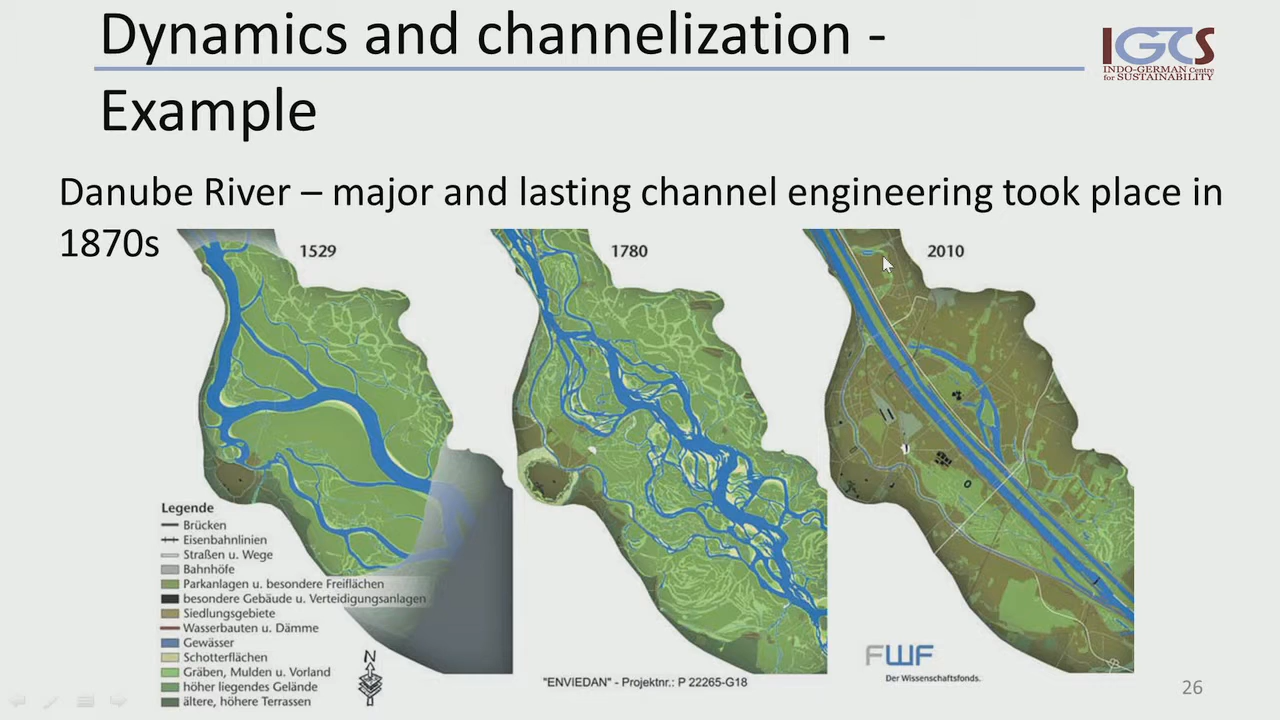 Dynamics and channelization -
Example
IGCS
INDO-GERMAN Centre
for SUSTAINABILITY
Danube River – major and lasting channel engineering took place in
1870s
1529
1780
2010
Legende
Brücken
Eisenbahnlinien
Straßen u. Wege
Bahnhöfe
Parkanlagen u. besondere Freiflächen
besondere Gebäude u. Verteidigungsanlagen
Siedlungsgebiete
Wasserbauten u. Dämme
Gewässer
Schotterflächen
Gräben, Mulden u. Vorland
höher liegendes Gelände
ältere, höhere Terrassen
N
"ENVIEDAN" - Projektnr.: P 22265-G18
FWF
Der Wissenschaftsfonds.
26